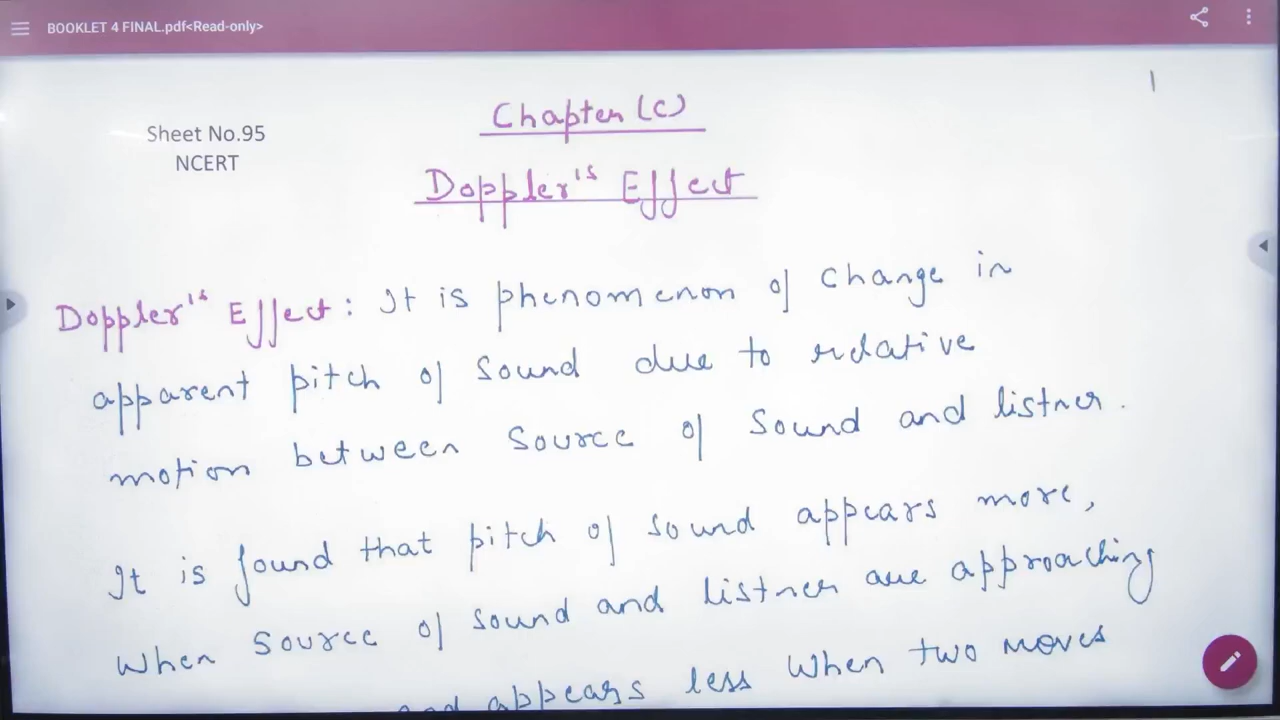 BOOKLET 4 FINAL.pdf<Read-only>
1
Chapter (C)
Sheet No.95
NCERT
Doppler's Effect
Doppler's Effect: It is phenomenon of change in
apparent pitch of sound due to relative
motion between source of sound and listner.
It is found that pitch of sound appears more,
when source of sound and listner are approaching
and appears less when two moves